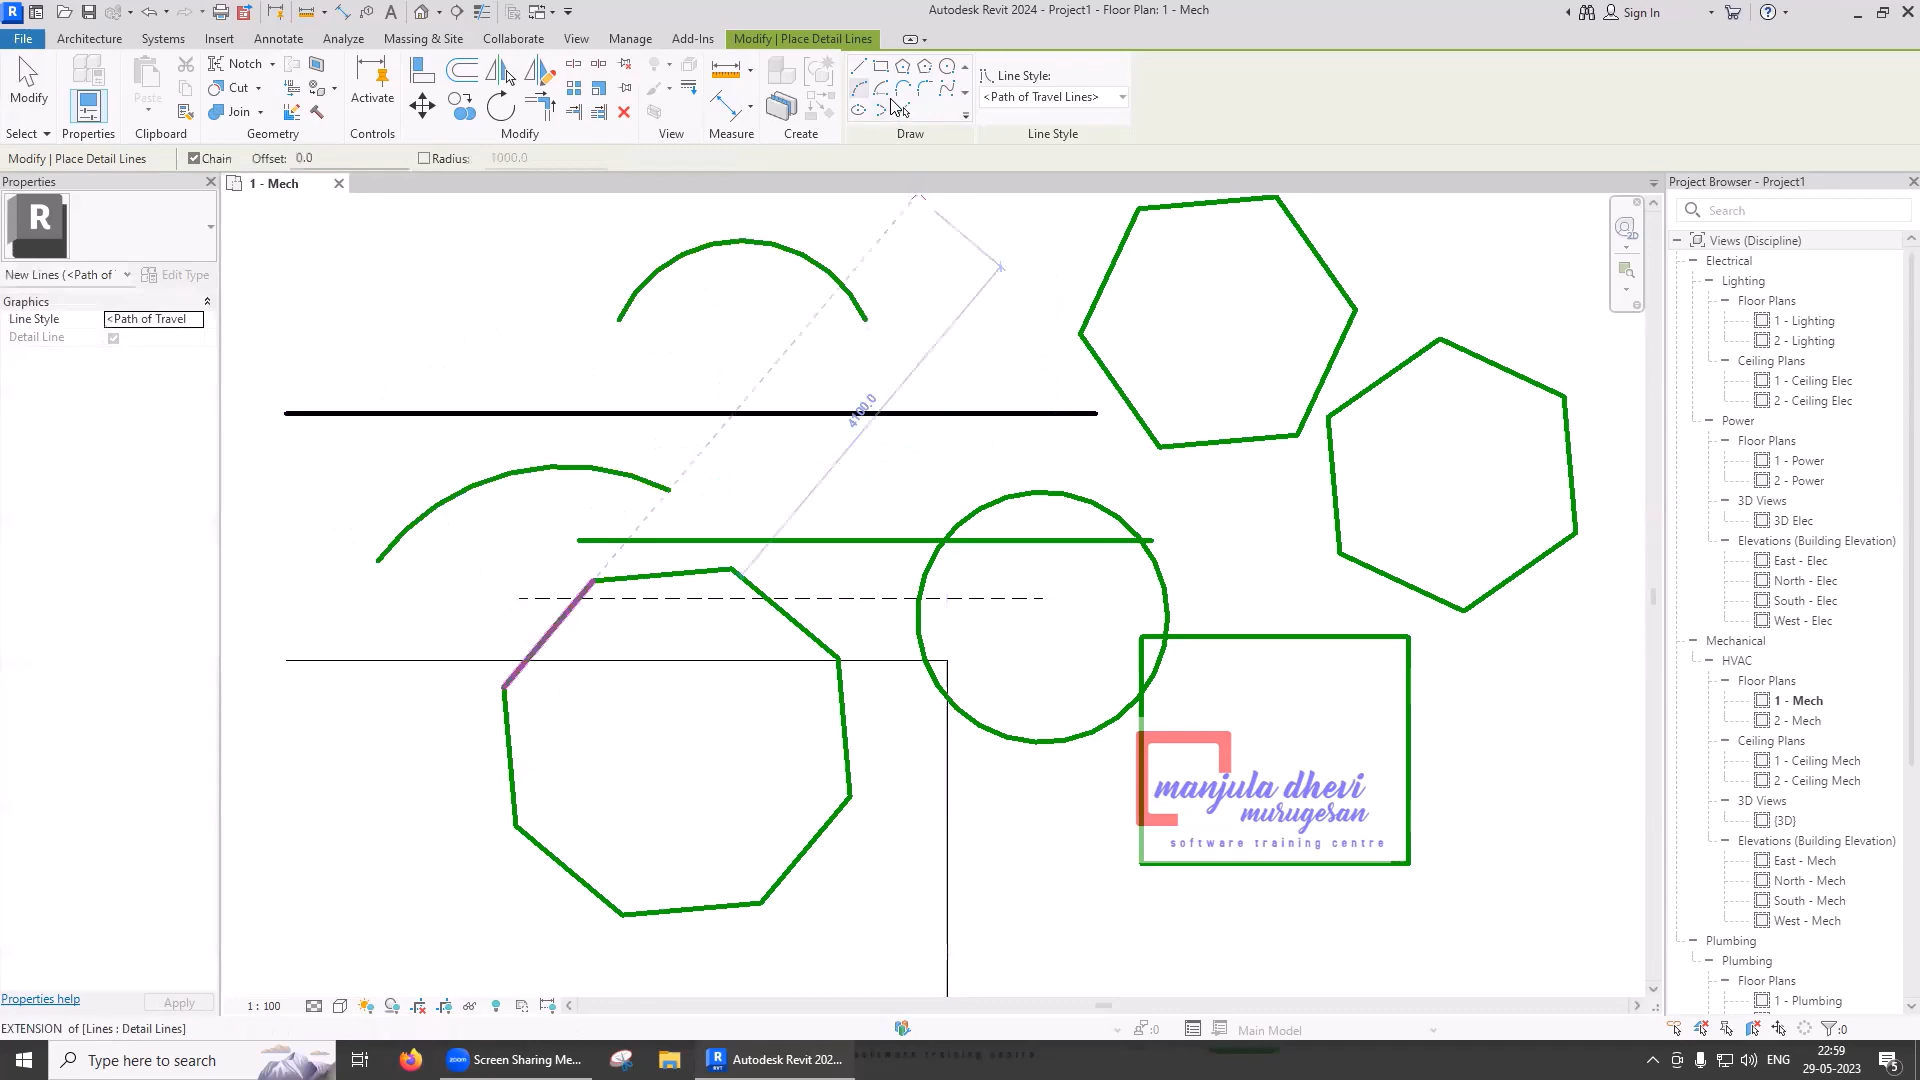 Autodesk Revit 2024 - Project1 - Floor Plan: 1 - Mech
Sign In
File
Architecture
Systems
Insert
Annotate
Analyze
Massing & Site
Collaborate
View
Manage
Add-Ins
Modify | Place Detail Lines
Modify
Paste
Notch
Cut
Join
Activate
Line Style:
<Path of Travel Lines>
Select
Properties
Clipboard
Geometry
Controls
Modify
View
Measure
Create
Draw
Line Style
Modify | Place Detail Lines
Chain
Offset: 0.0
Radius: 1000.0
Properties
1 - Mech
Project Browser - Project1
R
New Lines (<Path of
Edit Type
Graphics
Line Style
<Path of Travel
Detail Line
2D
Search
Views (Discipline)
Electrical
Lighting
Floor Plans
1 - Lighting
2 - Lighting
Ceiling Plans
1 - Ceiling Elec
2 - Ceiling Elec
Power
Floor Plans
1 - Power
2 - Power
3D Views
3D Elec
Elevations (Building Elevation)
East - Elec
North - Elec
South - Elec
West - Elec
Mechanical
HVAC
Floor Plans
1 - Mech
2 - Mech
Ceiling Plans
1 - Ceiling Mech
2 - Ceiling Mech
3D Views
{3D}
Elevations (Building Elevation)
East - Mech
North - Mech
South - Mech
West - Mech
Plumbing
Plumbing
Floor Plans
1 - Plumbing
manjula dhevi
murugesan
software training centre
Properties help
Apply
1 : 100
EXTENSION of [Lines : Detail Lines]
:0
Main Model
:0
Type here to search
Screen Sharing Me...
Autodesk Revit 202...
ENG
22:59
29-05-2023
5